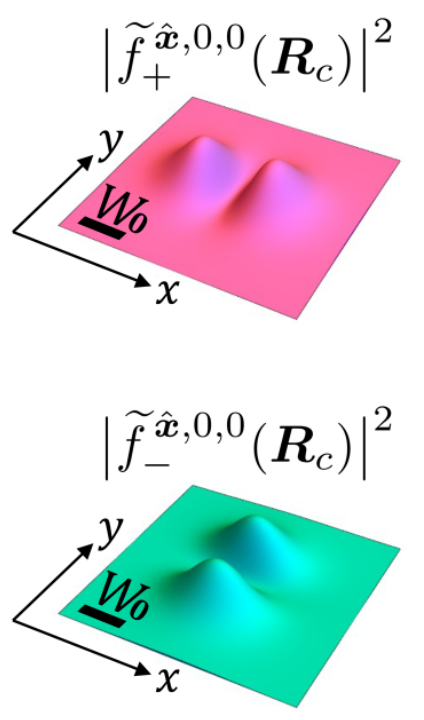 |f̃₊^{x̂,0,0}(R_c)|²
y
W₀
x
|f̃₋^{x̂,0,0}(R_c)|²
y
W₀
x